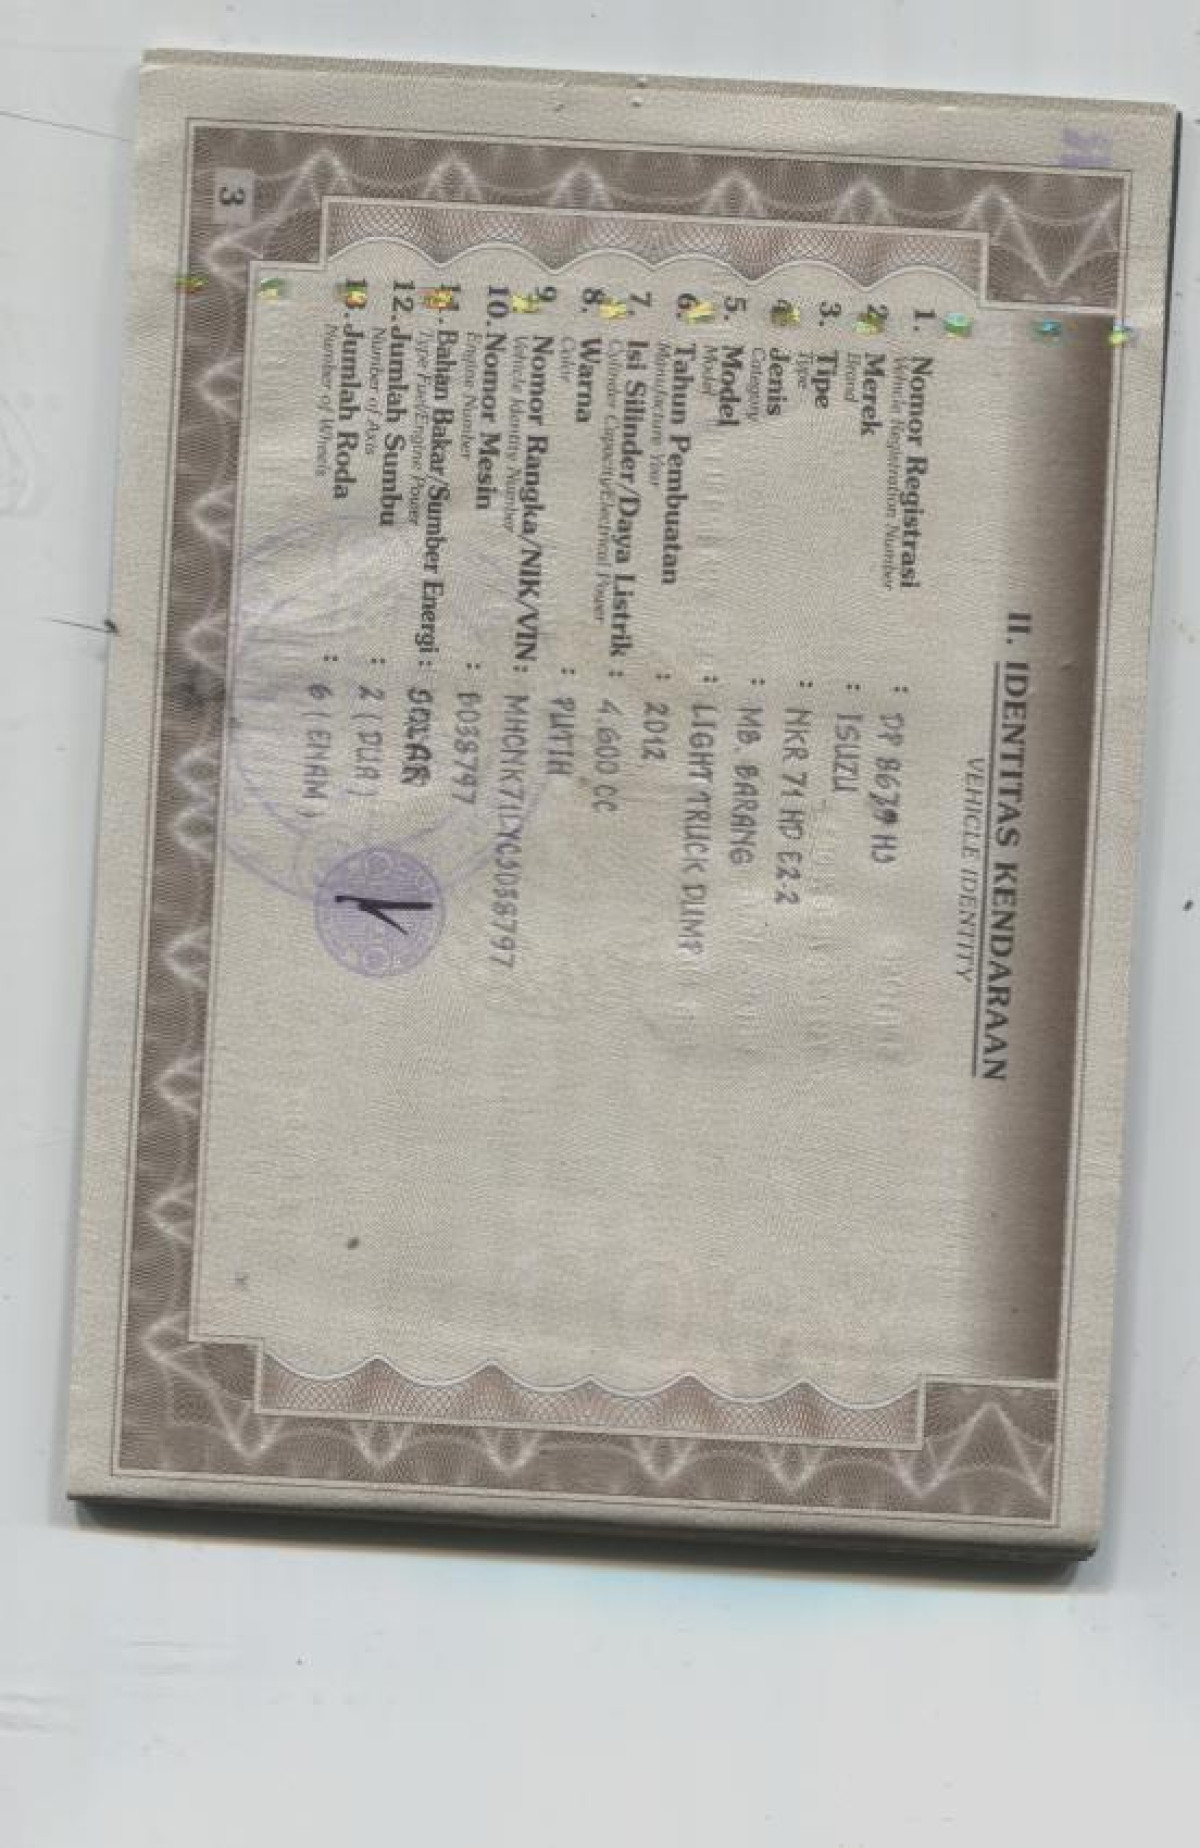 II. IDENTITAS KENDARAAN
VEHICLE IDENTITY
1. Nomor Registrasi : DP 8639 HJ
Vehicle Registration Number
2. Merek : ISUZU
Brand
3. Tipe : NKR 71 HD E2-2
Type
4. Jenis : MB. BARANG
Category
5. Model : LIGHT TRUCK DUMP
Model
6. Tahun Pembuatan : 2012
Manufacture Year
7. Isi Silinder/Daya Listrik : 4.600 CC
Cylinder Capacity/Electrical Power
8. Warna : PUTIH
Color
9. Nomor Rangka/NIK/VIN :
Vehicle Identity Number
10. Nomor Mesin : B038797
Engine Number
11. Bahan Bakar/Sumber Energi : SOLAR
Type Fuel/Engine Power
12. Jumlah Sumbu : 2 (DUA)
Number of Axis
13. Jumlah Roda : 6 (ENAM)
Number of Wheels
3